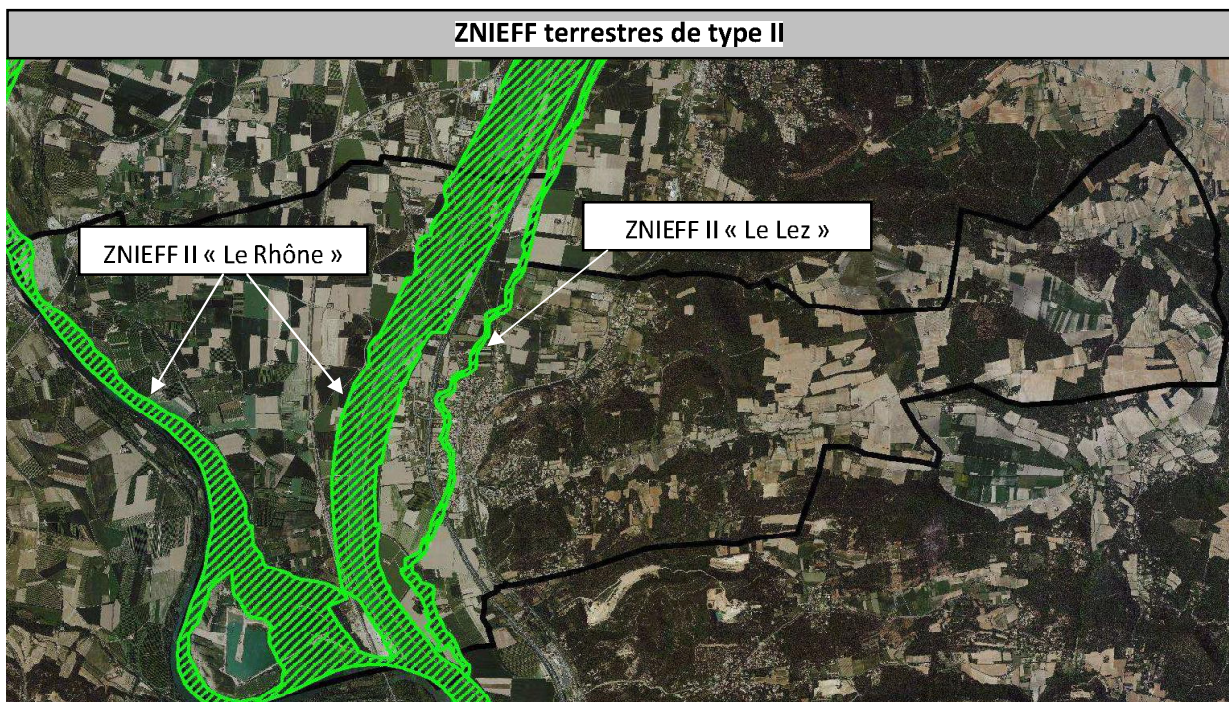 ZNIEFF terrestres de type II
ZNIEFF II « Le Lez »
ZNIEFF II « Le Rhône »